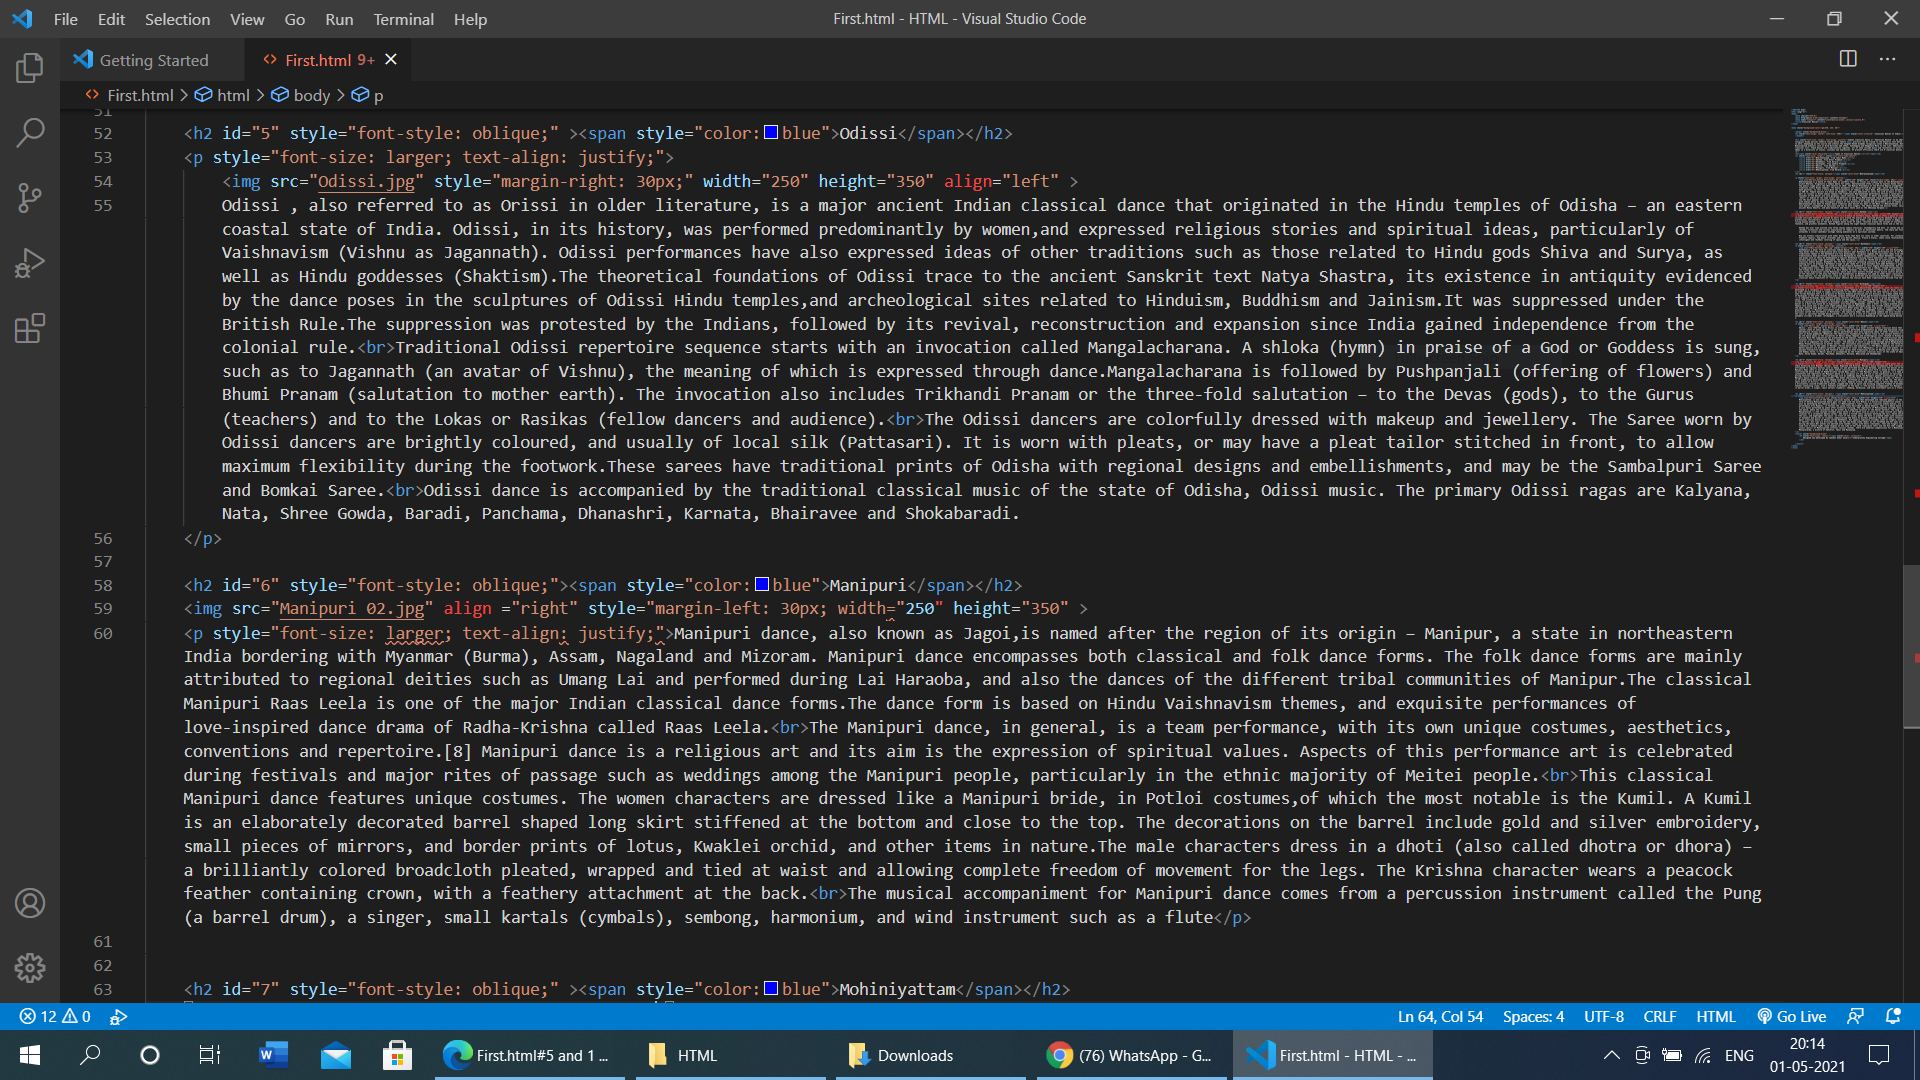 File Edit Selection View Go Run Terminal Help First.html - HTML - Visual Studio Code
Getting Started First.html 9+
First.html > html > body > p
51
52 <h2 id="5" style="font-style: oblique;" ><span style="color:blue">Odissi</span></h2>
53 <p style="font-size: larger; text-align: justify;">
54 <img src="Odissi.jpg" style="margin-right: 30px;" width="250" height="350" align="left" >
55 Odissi , also referred to as Orissi in older literature, is a major ancient Indian classical dance that originated in the Hindu temples of Odisha – an eastern
coastal state of India. Odissi, in its history, was performed predominantly by women,and expressed religious stories and spiritual ideas, particularly of
Vaishnavism (Vishnu as Jagannath). Odissi performances have also expressed ideas of other traditions such as those related to Hindu gods Shiva and Surya, as
well as Hindu goddesses (Shaktism).The theoretical foundations of Odissi trace to the ancient Sanskrit text Natya Shastra, its existence in antiquity evidenced
by the dance poses in the sculptures of Odissi Hindu temples,and archeological sites related to Hinduism, Buddhism and Jainism.It was suppressed under the
British Rule.The suppression was protested by the Indians, followed by its revival, reconstruction and expansion since India gained independence from the
colonial rule.<br>Traditional Odissi repertoire sequence starts with an invocation called Mangalacharana. A shloka (hymn) in praise of a God or Goddess is sung,
such as to Jagannath (an avatar of Vishnu), the meaning of which is expressed through dance.Mangalacharana is followed by Pushpanjali (offering of flowers) and
Bhumi Pranam (salutation to mother earth). The invocation also includes Trikhandi Pranam or the three-fold salutation – to the Devas (gods), to the Gurus
(teachers) and to the Lokas or Rasikas (fellow dancers and audience).<br>The Odissi dancers are colorfully dressed with makeup and jewellery. The Saree worn by
Odissi dancers are brightly coloured, and usually of local silk (Pattasari). It is worn with pleats, or may have a pleat tailor stitched in front, to allow
maximum flexibility during the footwork.These sarees have traditional prints of Odisha with regional designs and embellishments, and may be the Sambalpuri Saree
and Bomkai Saree.<br>Odissi dance is accompanied by the traditional classical music of the state of Odisha, Odissi music. The primary Odissi ragas are Kalyana,
Nata, Shree Gowda, Baradi, Panchama, Dhanashri, Karnata, Bhairavee and Shokabaradi.
56 </p>
57
58 <h2 id="6" style="font-style: oblique;"><span style="color:blue">Manipuri</span></h2>
59 <img src="Manipuri 02.jpg" align ="right" style="margin-left: 30px; width="250" height="350" >
60 <p style="font-size: larger; text-align: justify;">Manipuri dance, also known as Jagoi,is named after the region of its origin – Manipur, a state in northeastern
India bordering with Myanmar (Burma), Assam, Nagaland and Mizoram. Manipuri dance encompasses both classical and folk dance forms. The folk dance forms are mainly
attributed to regional deities such as Umang Lai and performed during Lai Haraoba, and also the dances of the different tribal communities of Manipur.The classical
Manipuri Raas Leela is one of the major Indian classical dance forms.The dance form is based on Hindu Vaishnavism themes, and exquisite performances of
love-inspired dance drama of Radha-Krishna called Raas Leela.<br>The Manipuri dance, in general, is a team performance, with its own unique costumes, aesthetics,
conventions and repertoire.[8] Manipuri dance is a religious art and its aim is the expression of spiritual values. Aspects of this performance art is celebrated
during festivals and major rites of passage such as weddings among the Manipuri people, particularly in the ethnic majority of Meitei people.<br>This classical
Manipuri dance features unique costumes. The women characters are dressed like a Manipuri bride, in Potloi costumes,of which the most notable is the Kumil. A Kumil
is an elaborately decorated barrel shaped long skirt stiffened at the bottom and close to the top. The decorations on the barrel include gold and silver embroidery,
small pieces of mirrors, and border prints of lotus, Kwaklei orchid, and other items in nature.The male characters dress in a dhoti (also called dhotra or dhora) –
a brilliantly colored broadcloth pleated, wrapped and tied at waist and allowing complete freedom of movement for the legs. The Krishna character wears a peacock
feather containing crown, with a feathery attachment at the back.<br>The musical accompaniment for Manipuri dance comes from a percussion instrument called the Pung
(a barrel drum), a singer, small kartals (cymbals), sembong, harmonium, and wind instrument such as a flute</p>
61
62
63 <h2 id="7" style="font-style: oblique;" ><span style="color:blue">Mohiniyattam</span></h2>
12 0 Ln 64, Col 54 Spaces: 4 UTF-8 CRLF HTML Go Live
First.html#5 and 1 ... HTML Downloads (76) WhatsApp - G... First.html - HTML - ... ENG 20:14
01-05-2021